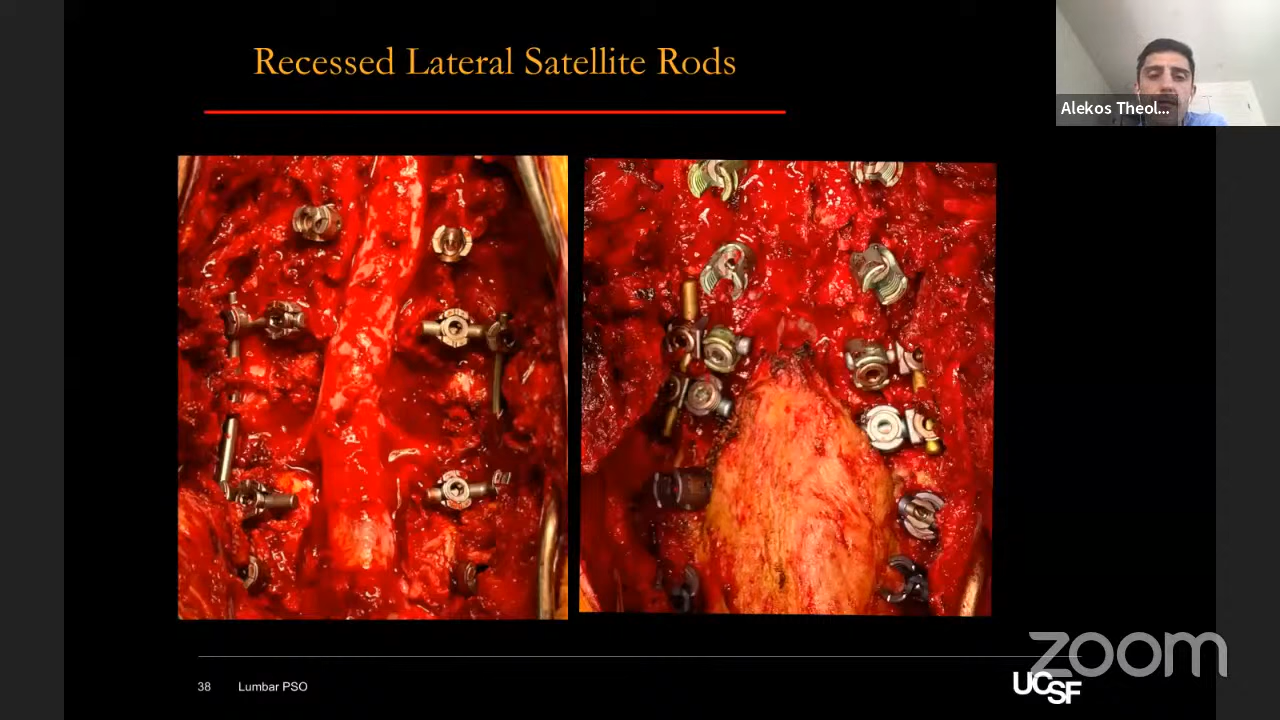 Recessed Lateral Satellite Rods
Alekos Theol...
38 Lumbar PSO
UCSF
zoom